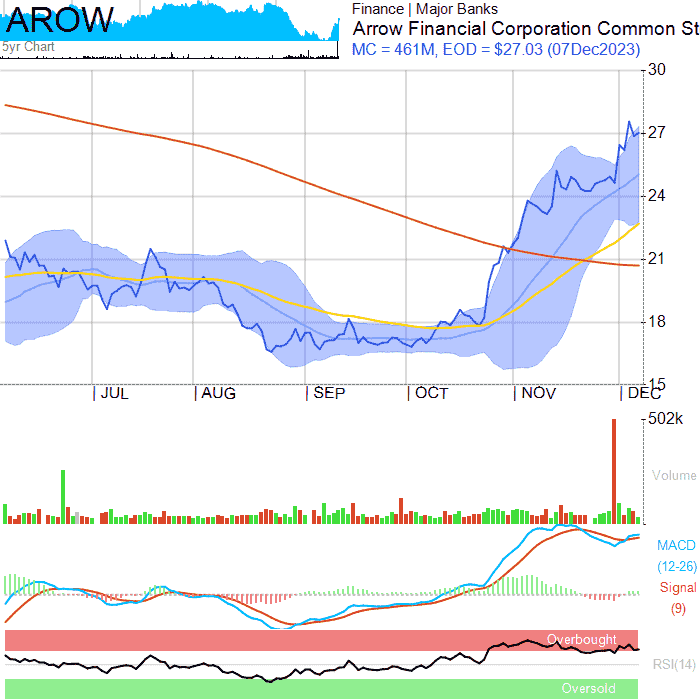 AROW
5yr Chart
Finance | Major Banks
Arrow Financial Corporation Common St
MC = 461M, EOD = $27.03 (07Dec2023)
30
27
24
21
18
15
JUL
AUG
SEP
OCT
NOV
DEC
502k
Volume
MACD
(12-26)
Signal
(9)
Overbought
RSI(14)
Oversold